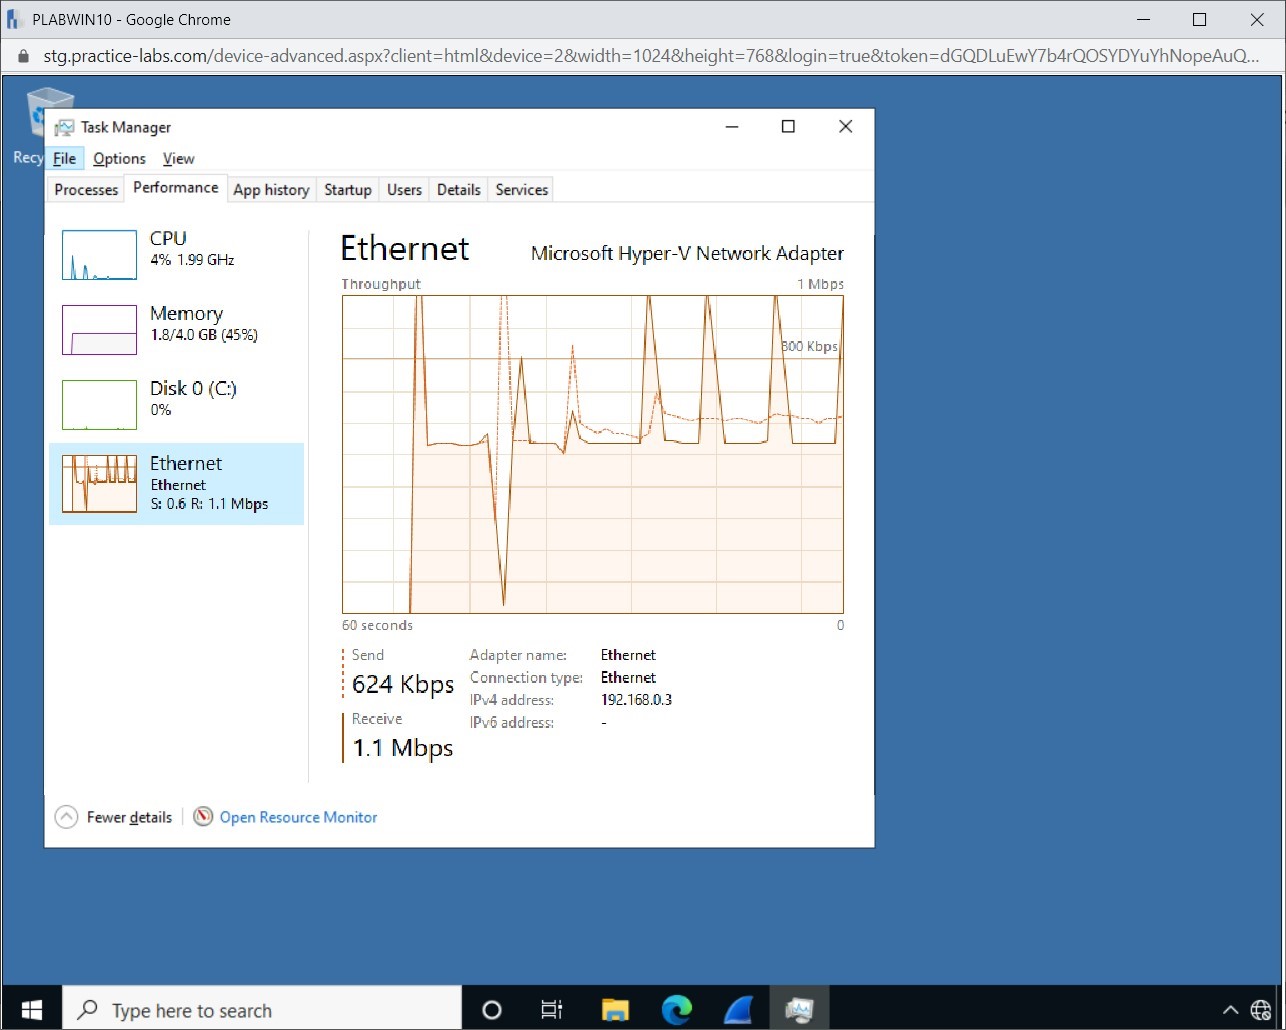 PLABWIN10 - Google Chrome
stg.practice-labs.com/device-advanced.aspx?client=html&device=2&width=1024&height=768&login=true&token=dGQDLuEwY7b4rQOSYDYuYhNopeAuQ...
Recy
Task Manager
File Options View
Processes Performance App history Startup Users Details Services
CPU
4% 1.99 GHz
Memory
1.8/4.0 GB (45%)
Disk 0 (C:)
0%
Ethernet
Ethernet
S: 0.6 R: 1.1 Mbps
Ethernet Microsoft Hyper-V Network Adapter
Throughput 1 Mbps
800 Kbps
60 seconds 0
Send
624 Kbps
Receive
1.1 Mbps
Adapter name: Ethernet
Connection type: Ethernet
IPv4 address: 192.168.0.3
IPv6 address: -
Fewer details Open Resource Monitor
Type here to search